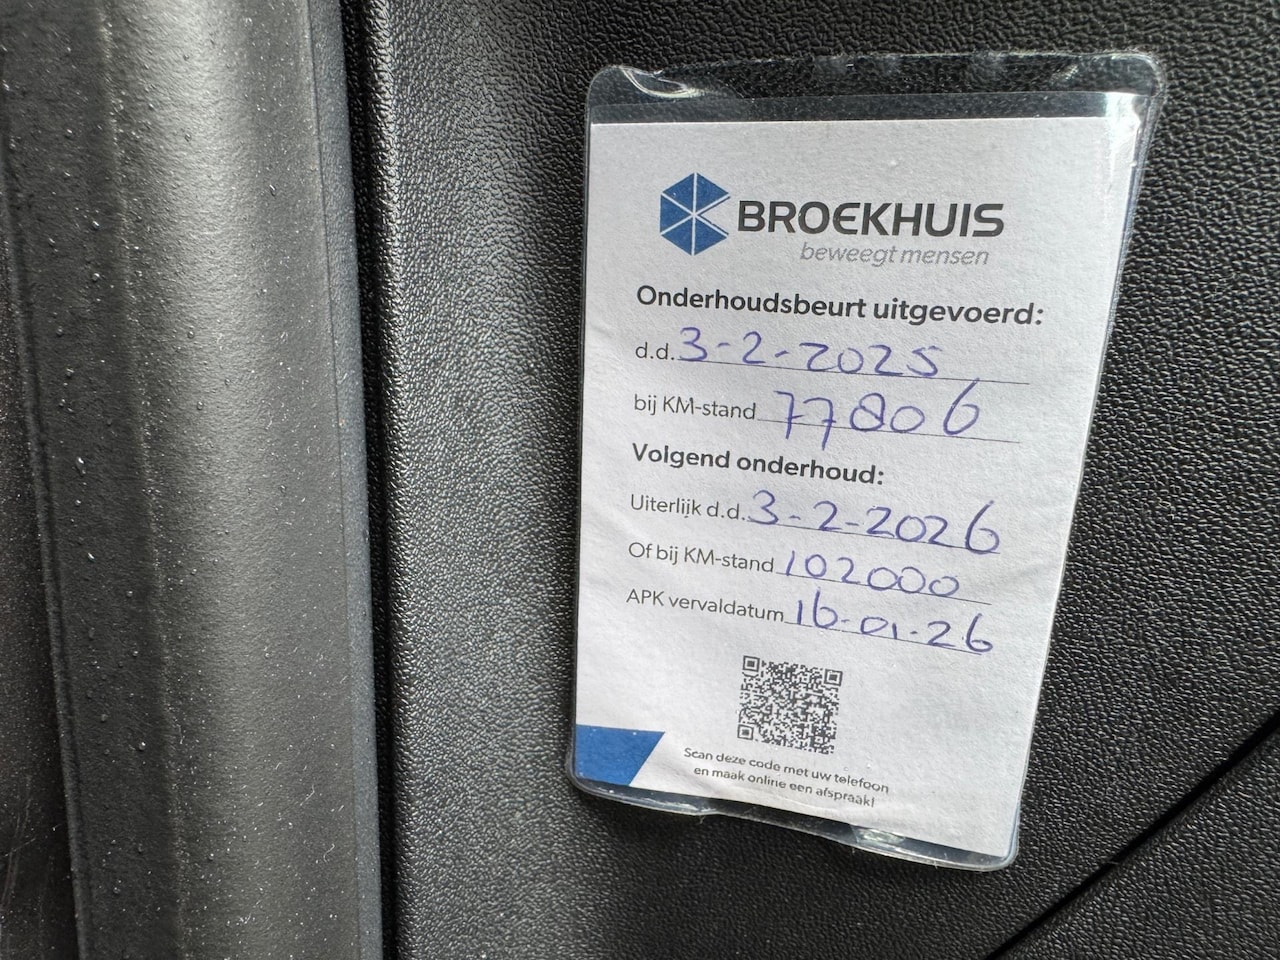 BROEKHUIS
beweegt mensen
Onderhoudsbeurt uitgevoerd:
d.d. 3-2-2025
bij KM-stand 77806
Volgend onderhoud:
Uiterlijk d.d. 3-2-2026
Of bij KM-stand 102000
APK vervaldatum 16-01-26
Scan deze code met uw telefoon
en maak online een afspraak!